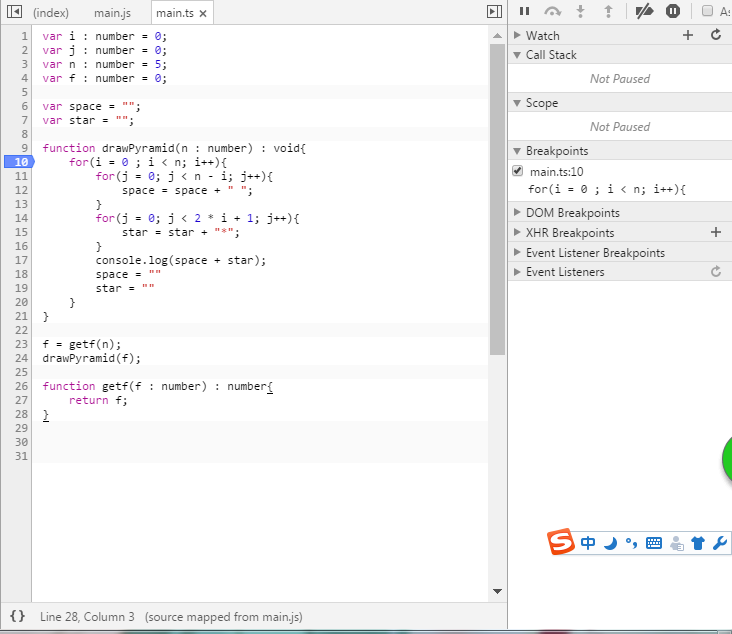 (index) main.js main.ts ×
1 var i : number = 0;
2 var j : number = 0;
3 var n : number = 5;
4 var f : number = 0;
5
6 var space = "";
7 var star = "";
8
9 function drawPyramid(n : number) : void{
10     for(i = 0 ; i < n; i++){
11         for(j = 0; j < n - i; j++){
12             space = space + " ";
13         }
14         for(j = 0; j < 2 * i + 1; j++){
15             star = star + "*";
16         }
17         console.log(space + star);
18         space = ""
19         star = ""
20     }
21 }
22
23 f = getf(n);
24 drawPyramid(f);
25
26 function getf(f : number) : number{
27     return f;
28 }
29
30
31
{} Line 28, Column 3 (source mapped from main.js)
Watch
Call Stack
Not Paused
Scope
Not Paused
Breakpoints
main.ts:10
for(i = 0 ; i < n; i++){
DOM Breakpoints
XHR Breakpoints
Event Listener Breakpoints
Event Listeners
S 中